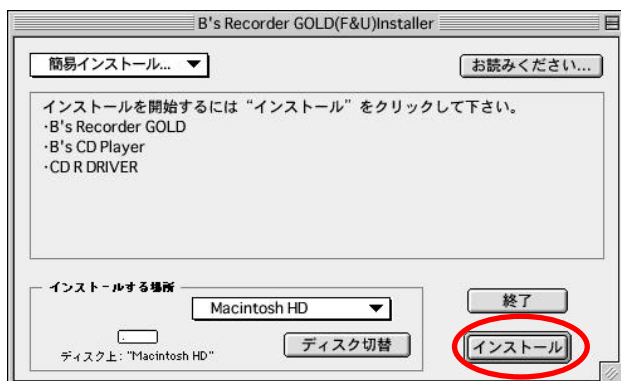 B's Recorder GOLD(F&U)Installer
簡易インストール...
お読みください...
インストールを開始するには“インストール”をクリックして下さい。
･B's Recorder GOLD
･B's CD Player
･CD R DRIVER
インストールする場所
Macintosh HD
終了
ディスク上："Macintosh HD"
ディスク切替
インストール